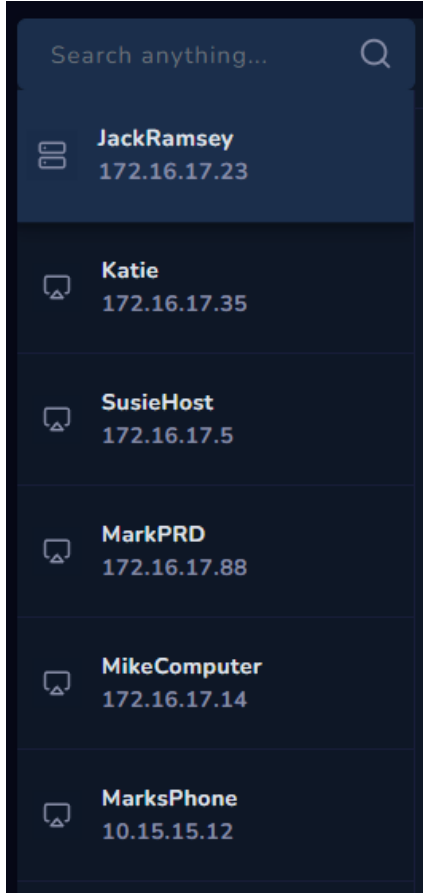 Search anything...
JackRamsey
172.16.17.23
Katie
172.16.17.35
SusieHost
172.16.17.5
MarkPRD
172.16.17.88
MikeComputer
172.16.17.14
MarksPhone
10.15.15.12